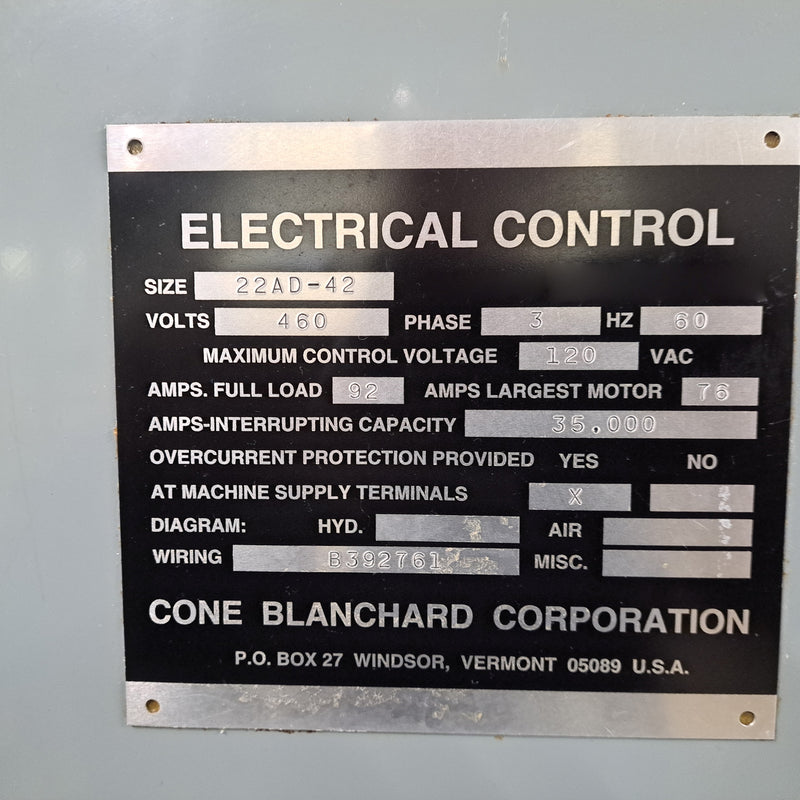 ELECTRICAL CONTROL
SIZE 22AD-42
VOLTS 460 PHASE 3 HZ 60
MAXIMUM CONTROL VOLTAGE 120 VAC
AMPS. FULL LOAD 92 AMPS LARGEST MOTOR 76
AMPS-INTERRUPTING CAPACITY 35,000
OVERCURRENT PROTECTION PROVIDED YES NO
AT MACHINE SUPPLY TERMINALS X
DIAGRAM: HYD. AIR
WIRING B392761 MISC.
CONE BLANCHARD CORPORATION
P.O. BOX 27 WINDSOR, VERMONT 05089 U.S.A.